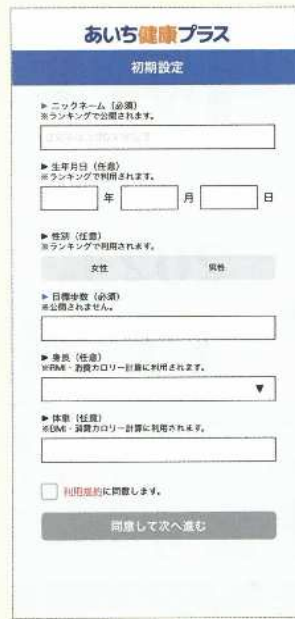 あいち健康プラス
初期設定
▶ ニックネーム (必須)
※ランキングで公開されます。
▶ 生年月日 (任意)
※ランキングで利用されます。
年 月 日
▶ 性別 (任意)
※ランキングで利用されます。
女性 男性
▶ 目標歩数 (必須)
※公開されません。
▶ 身長 (任意)
※BMI・消費カロリー計算に利用されます。
▼
▶ 体重 (任意)
※BMI・消費カロリー計算に利用されます。
利用規約に同意します。
同意して次へ進む